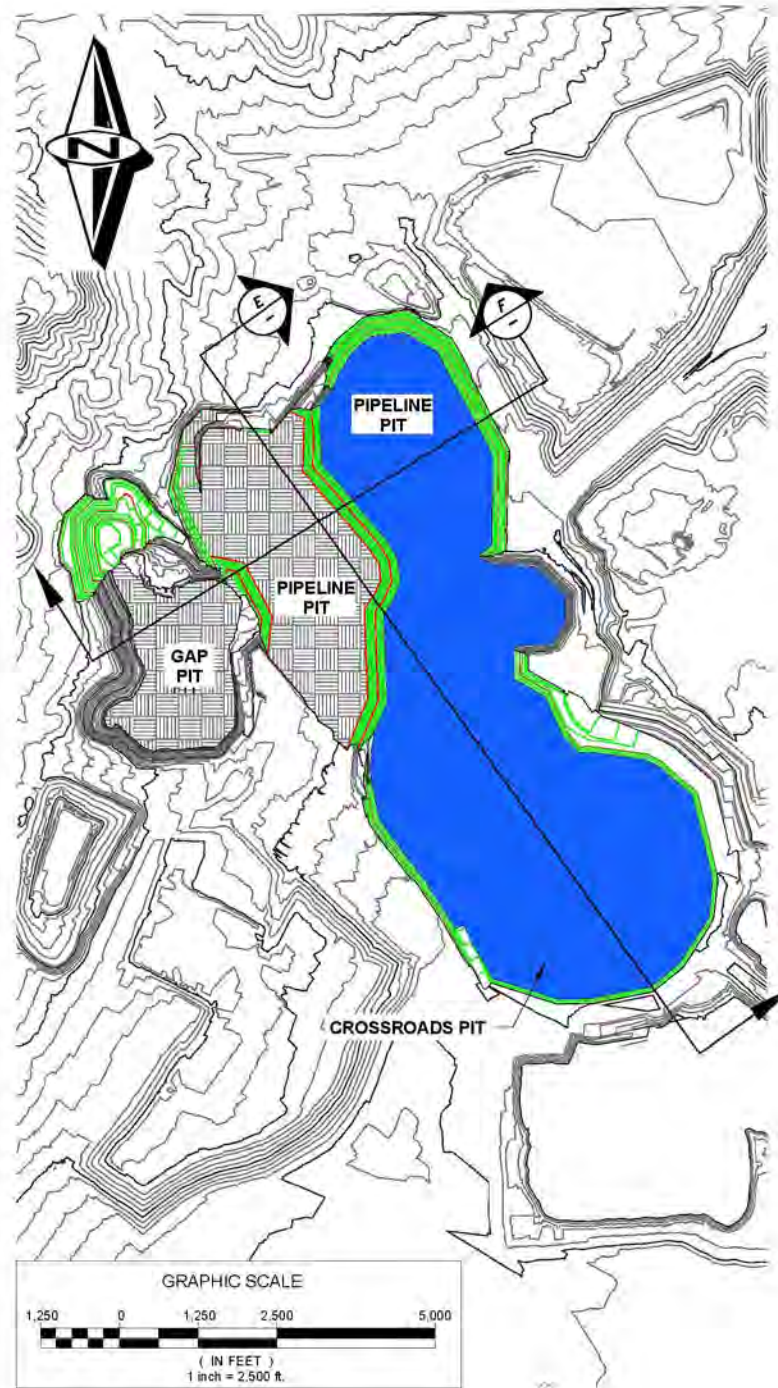 N
E
-
F
-
PIPELINE
PIT
PIPELINE
PIT
GAP
PIT
CROSSROADS PIT
GRAPHIC SCALE
1,250 0 1,250 2,500 5,000
( IN FEET )
1 inch = 2,500 ft.